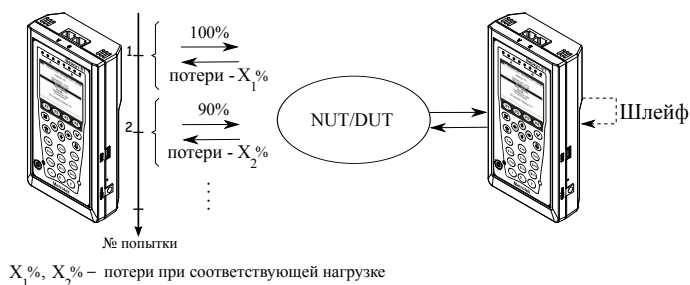 1
100%
потери - X₁%
2
90%
потери - X₂%
№ попытки
NUT/DUT
Шлейф
X₁%, X₂% – потери при соответствующей нагрузке